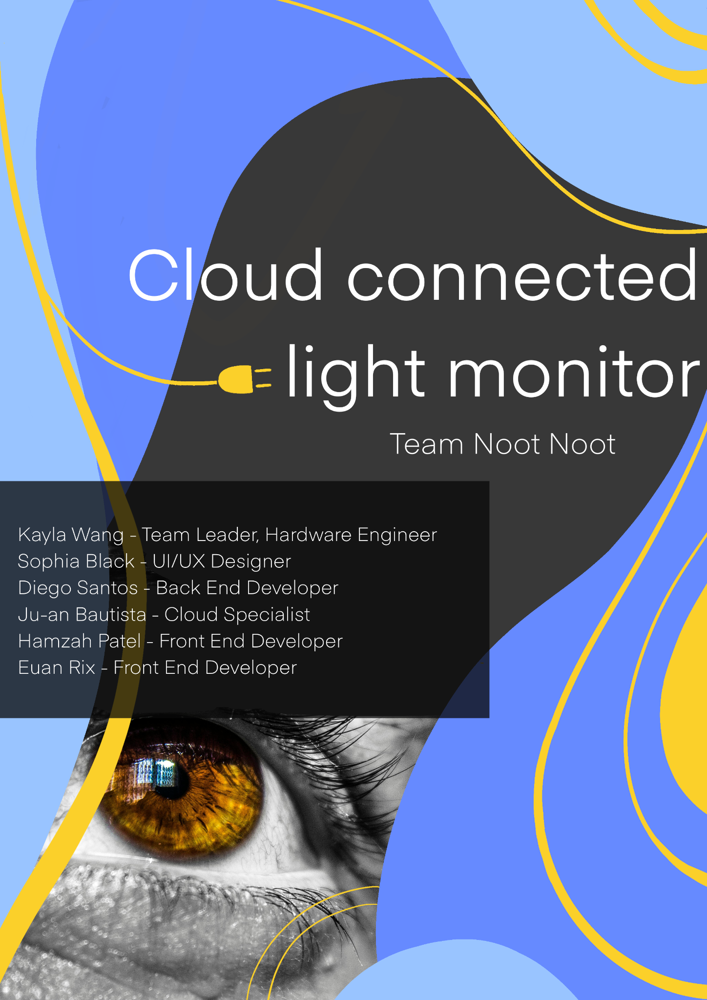 Cloud connected
light monitor
Team Noot Noot
Kayla Wang - Team Leader, Hardware Engineer
Sophia Black - UI/UX Designer
Diego Santos - Back End Developer
Ju-an Bautista - Cloud Specialist
Hamzah Patel - Front End Developer
Euan Rix - Front End Developer